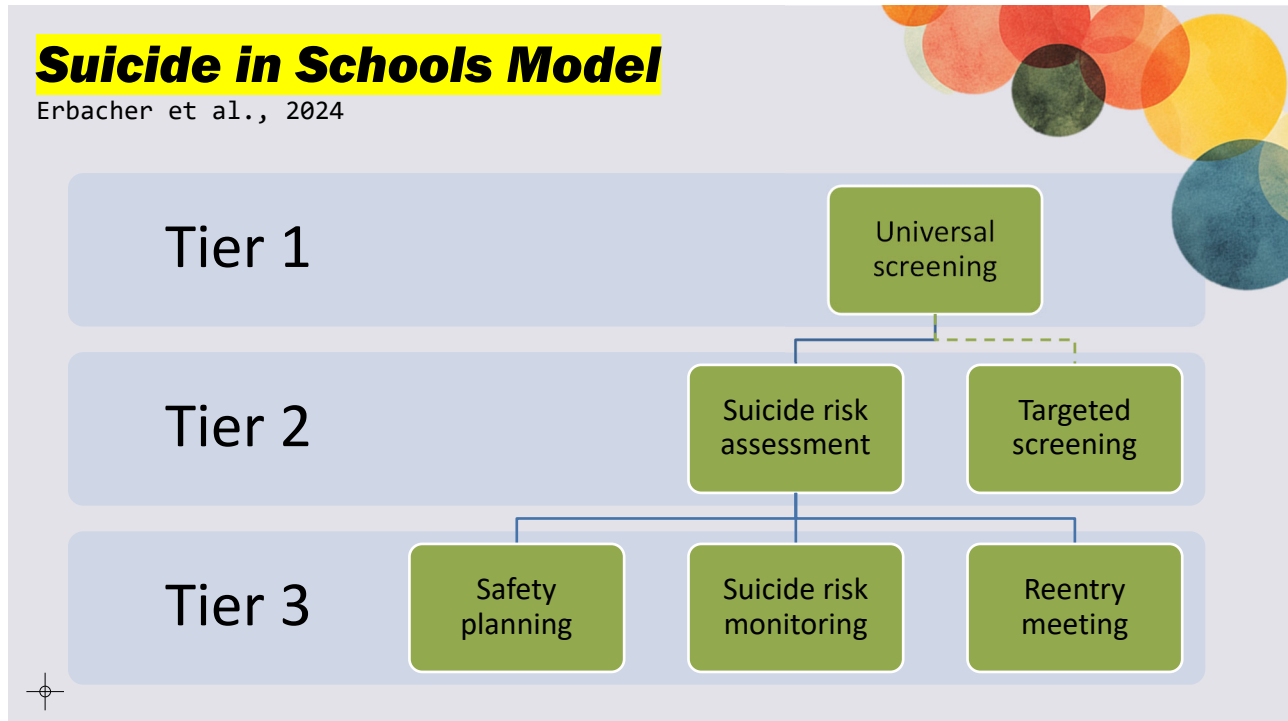 Suicide in Schools Model
Erbacher et al., 2024
Tier 1
Universal
screening
Tier 2
Suicide risk
assessment
Targeted
screening
Tier 3
Safety
planning
Suicide risk
monitoring
Reentry
meeting